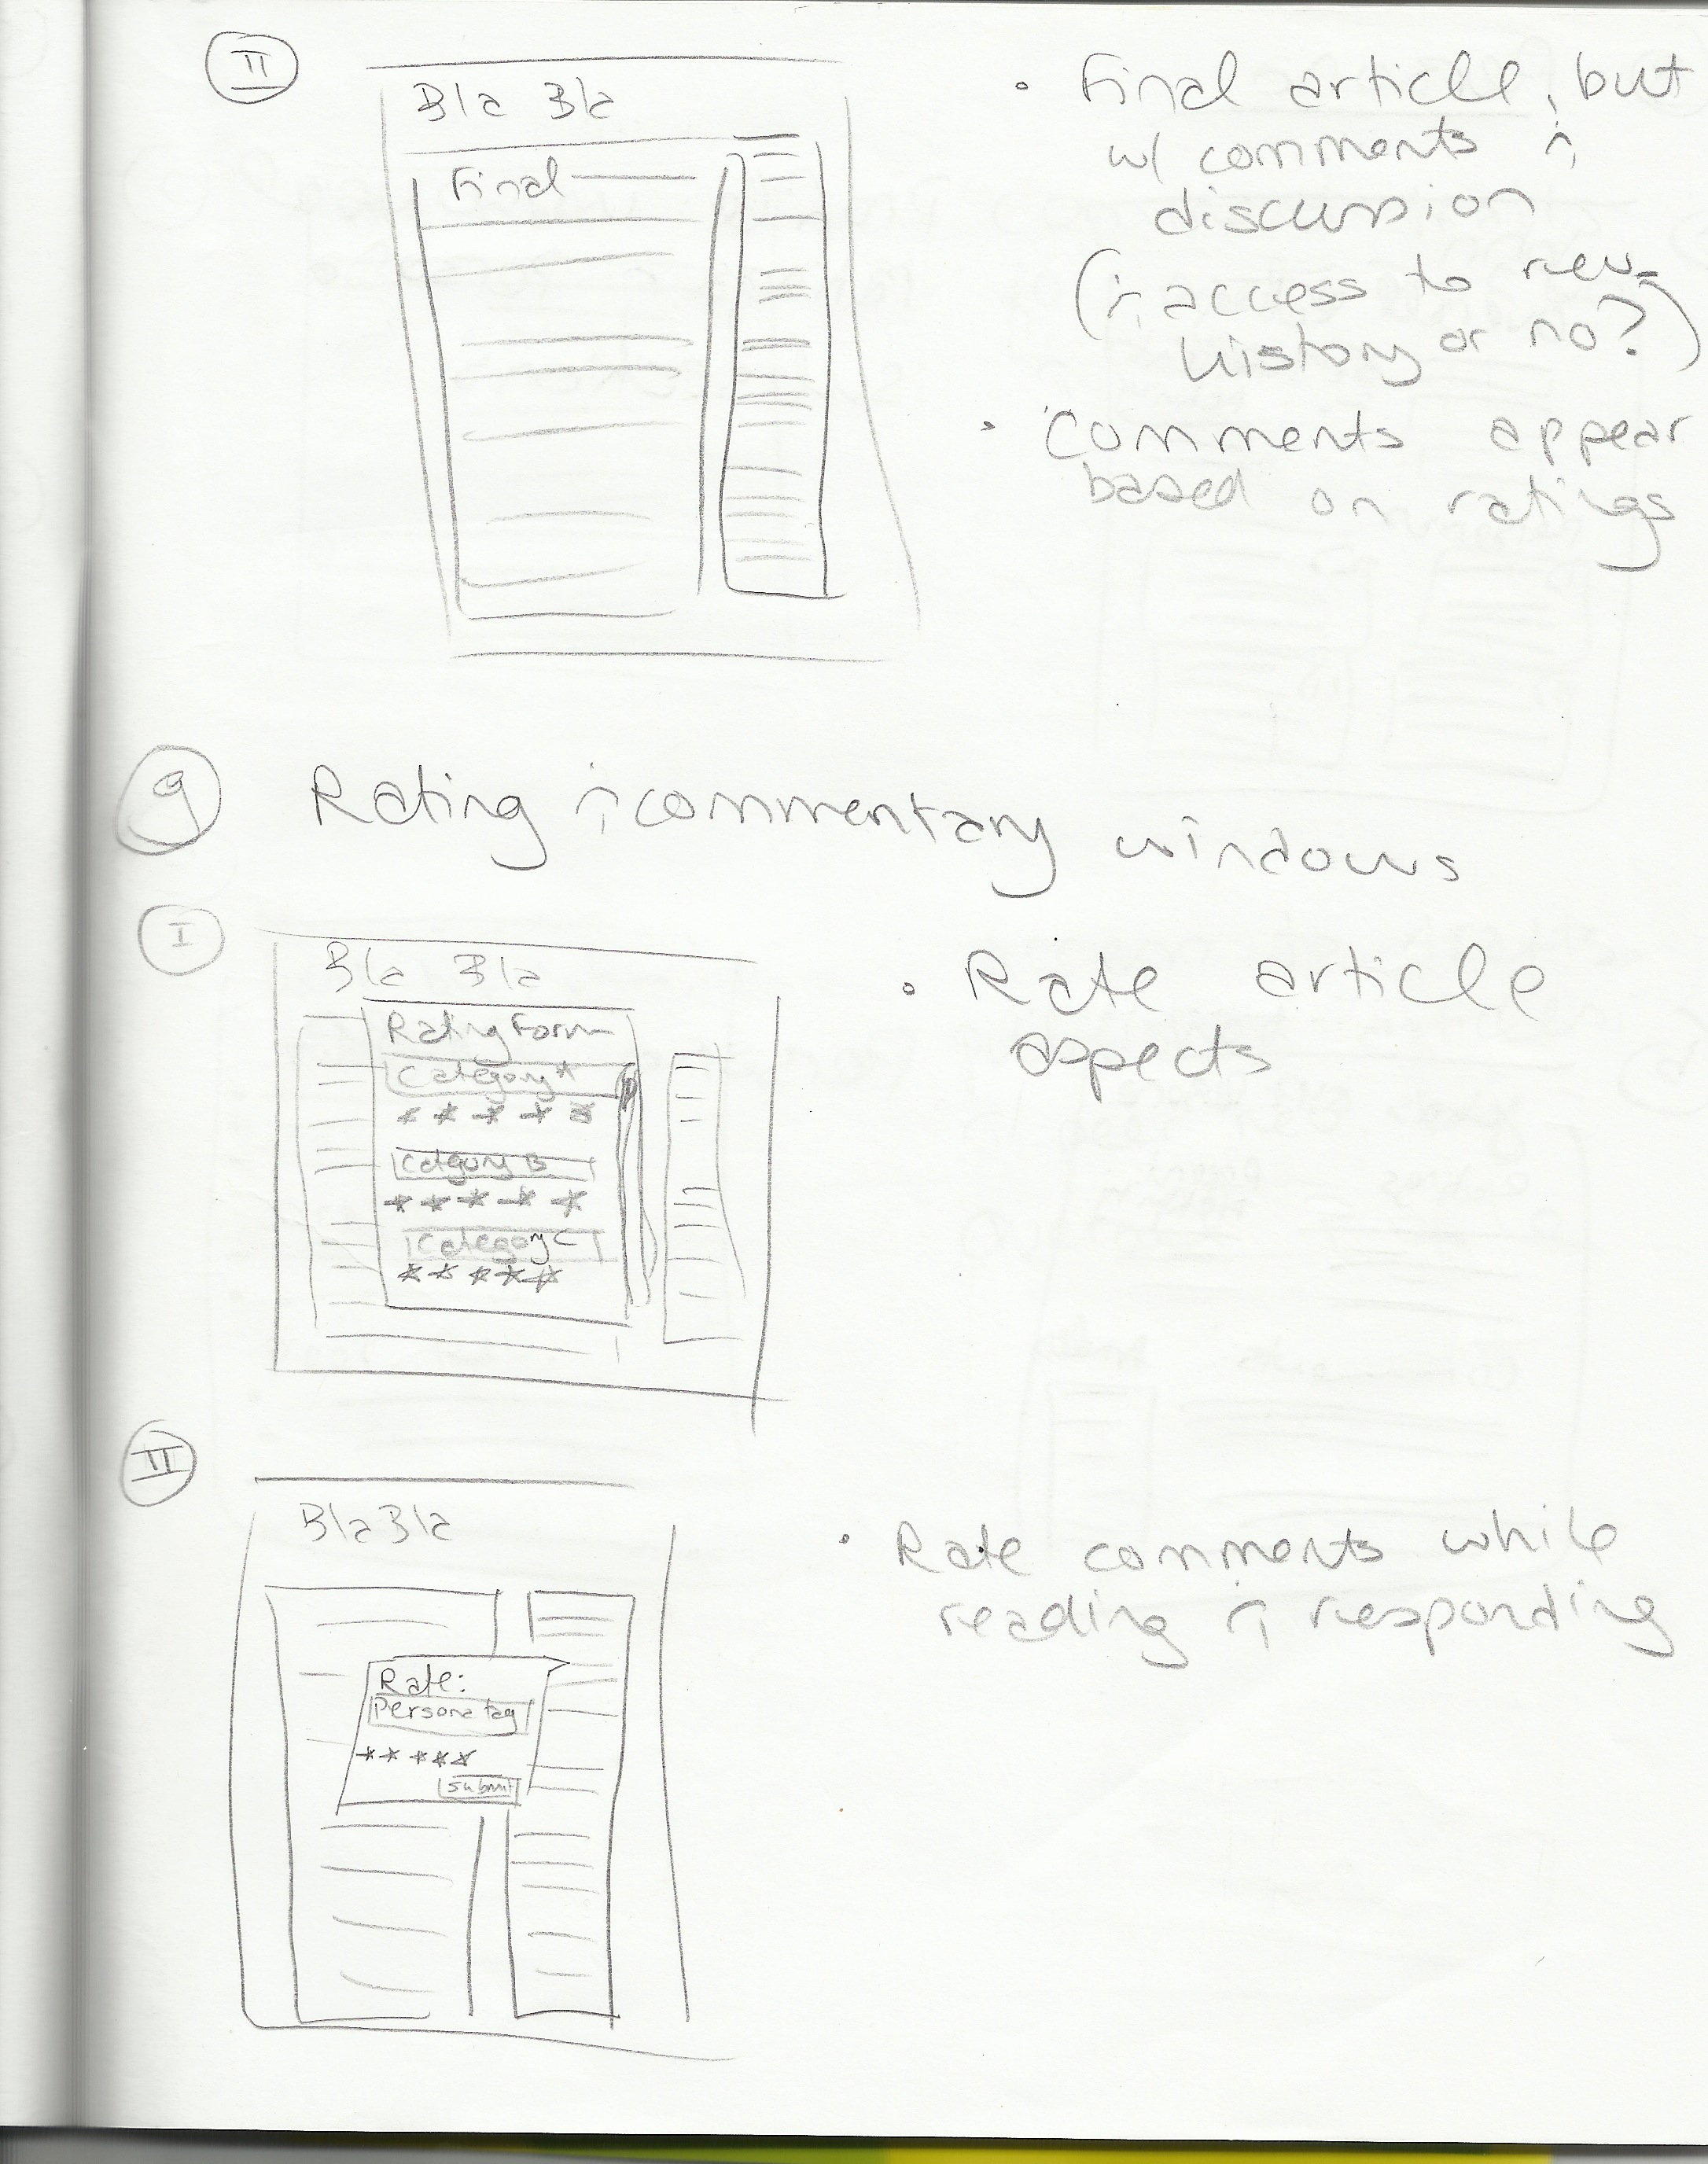 II
Bla Bla
Final
• Final article, but
w/ comments &
discussion
(& access to rev.
history or no?)
• Comments appear
based on ratings
9 Rating & commentary windows
I
Bla Bla
Rating Form
Category
* * * * *
Category B
* * * * *
Category C
* * * * *
• Rate article
aspects
II
Bla Bla
Rate:
Persona tag
* * * * *
Submit
• Rate comments while
reading & responding